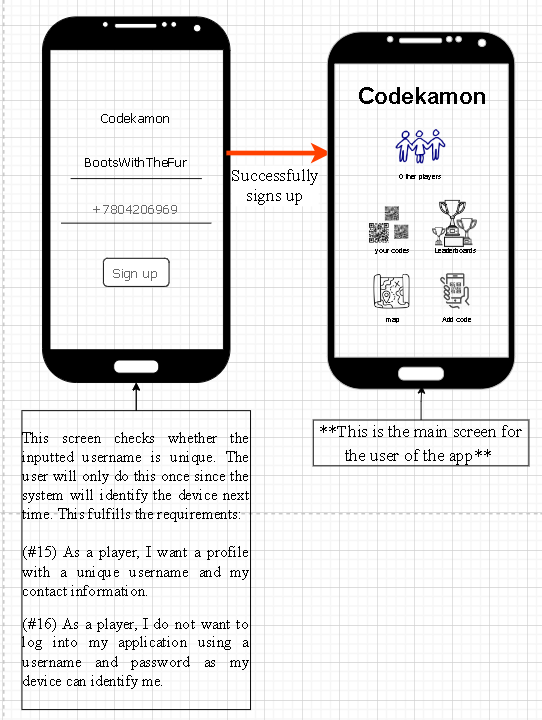 Codekamon
BootsWithTheFur
+7804206969
Sign up
Successfully
signs up
Codekamon
Other players
your codes
Leaderboards
map
Add code
This screen checks whether the
inputted username is unique. The
user will only do this once since the
system will identify the device next
time. This fulfills the requirements:
(#15) As a player, I want a profile
with a unique username and my
contact information.
(#16) As a player, I do not want to
log into my application using a
username and password as my
device can identify me.
**This is the main screen for
the user of the app**